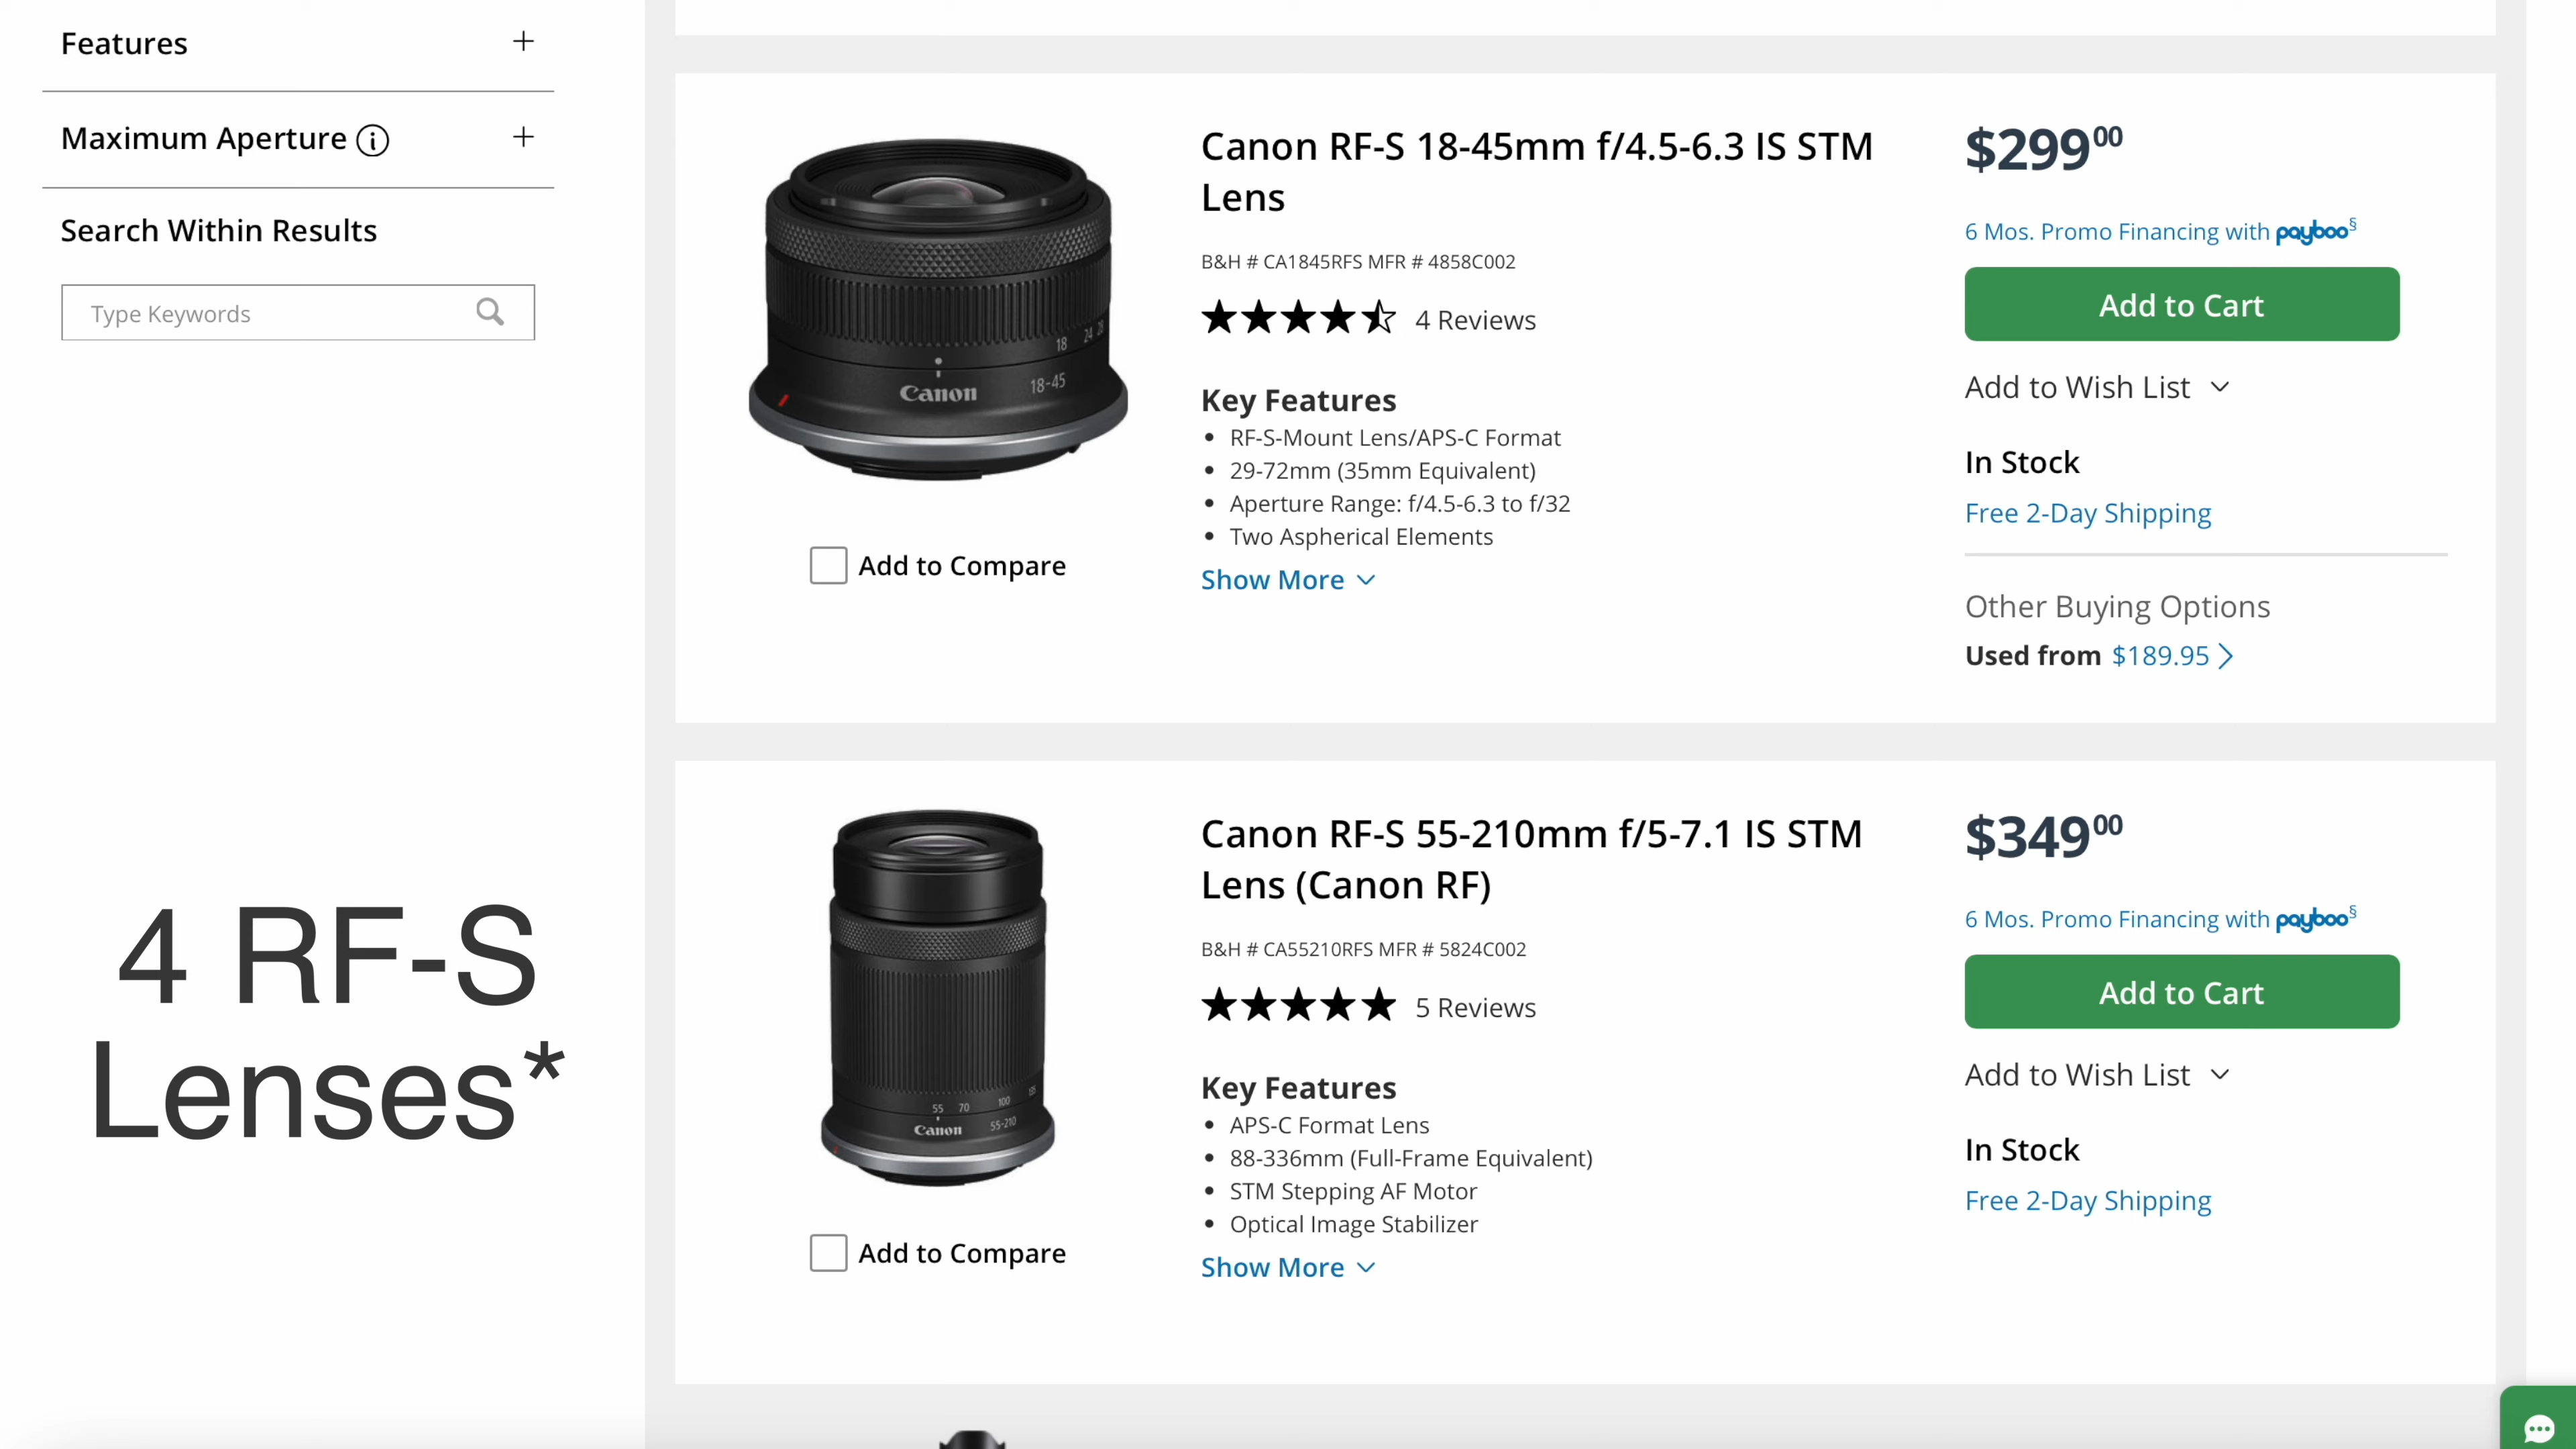 Features
Maximum Aperture
Search Within Results
Type Keywords
4 RF-S
Lenses*
Canon RF-S 18-45mm f/4.5-6.3 IS STM
Lens
B&H # CA1845RFS MFR # 4858C002
4 Reviews
Key Features
• RF-S-Mount Lens/APS-C Format
• 29-72mm (35mm Equivalent)
• Aperture Range: f/4.5-6.3 to f/32
• Two Aspherical Elements
Show More
18 24 28
Canon 18-45
Add to Compare
$299.00
6 Mos. Promo Financing with payboo§
Add to Cart
Add to Wish List
In Stock
Free 2-Day Shipping
Other Buying Options
Used from $189.95
Canon RF-S 55-210mm f/5-7.1 IS STM
Lens (Canon RF)
B&H # CA55210RFS MFR # 5824C002
5 Reviews
Key Features
• APS-C Format Lens
• 88-336mm (Full-Frame Equivalent)
• STM Stepping AF Motor
• Optical Image Stabilizer
Show More
55 70 100
Canon 55-210
Add to Compare
$349.00
6 Mos. Promo Financing with payboo§
Add to Cart
Add to Wish List
In Stock
Free 2-Day Shipping